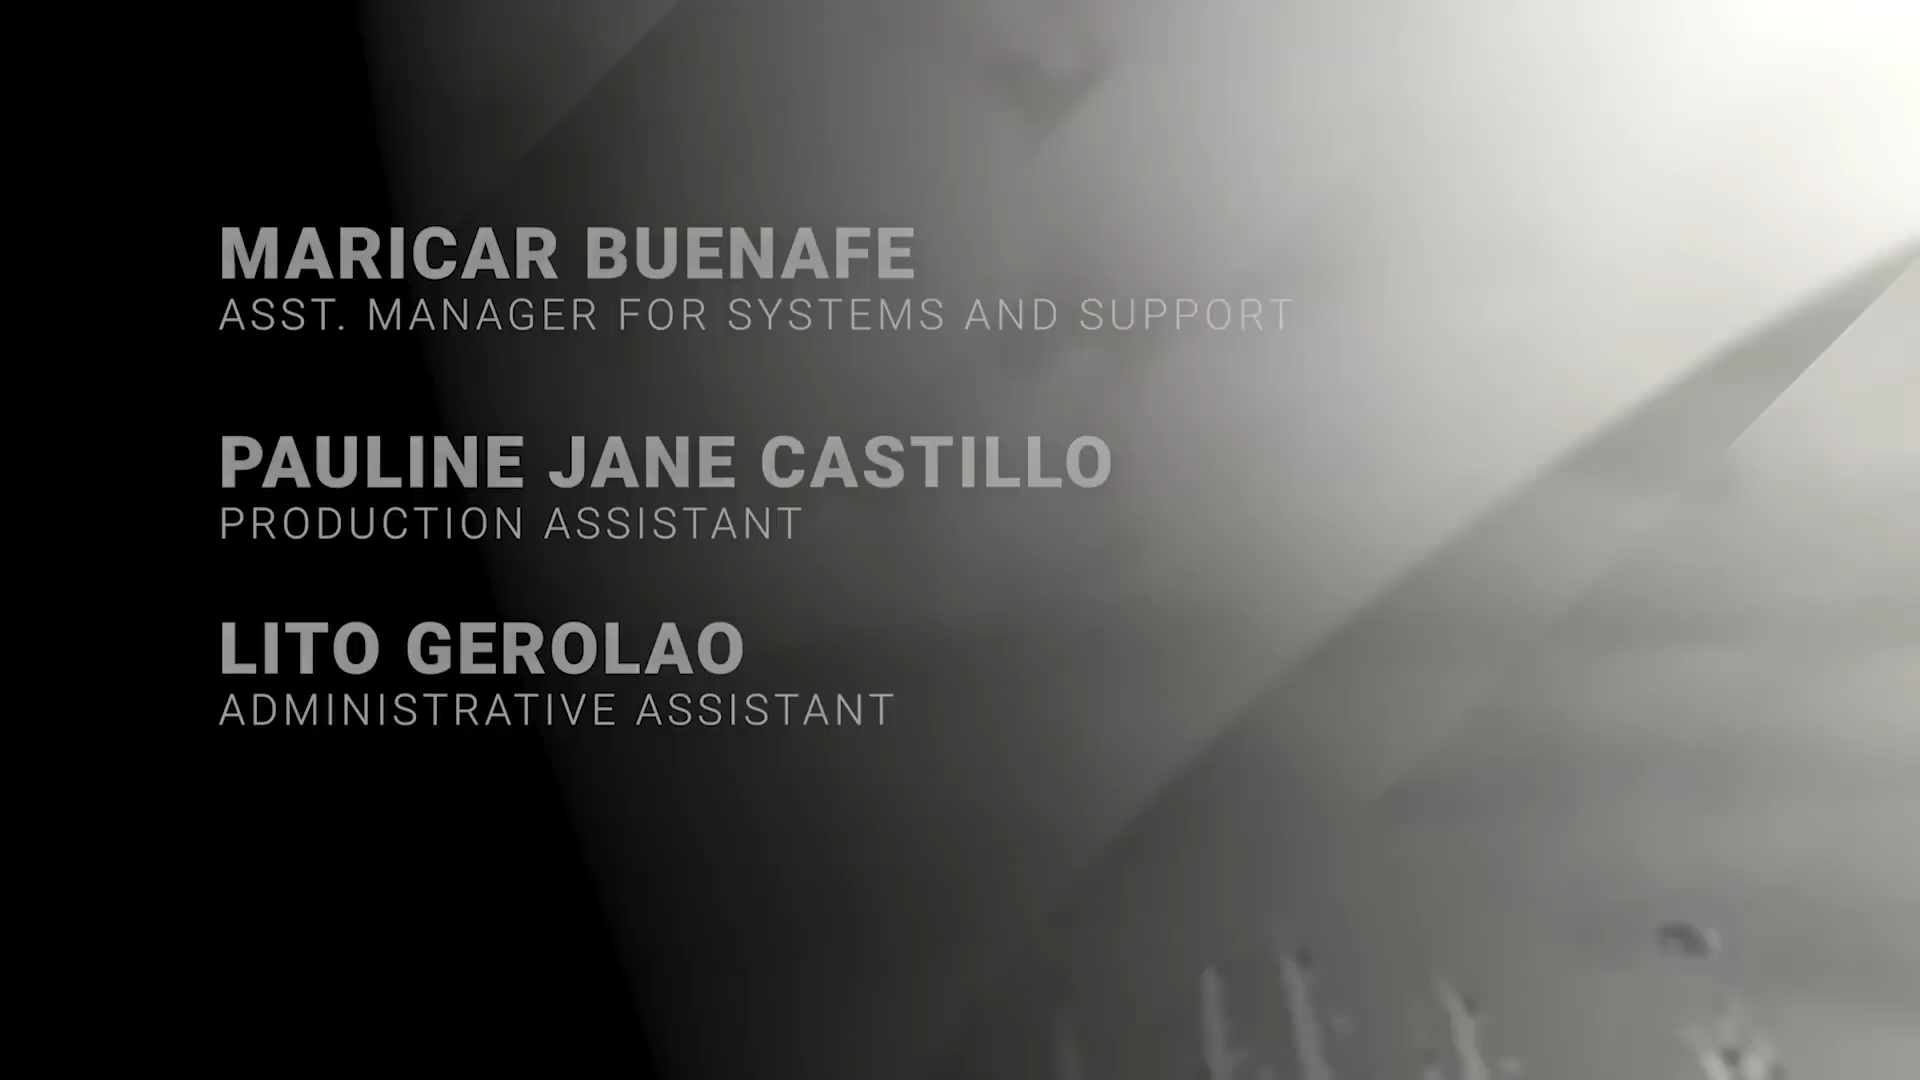 MARICAR BUENAFE
ASST. MANAGER FOR SYSTEMS AND SUPPORT
PAULINE JANE CASTILLO
PRODUCTION ASSISTANT
LITO GEROLAO
ADMINISTRATIVE ASSISTANT